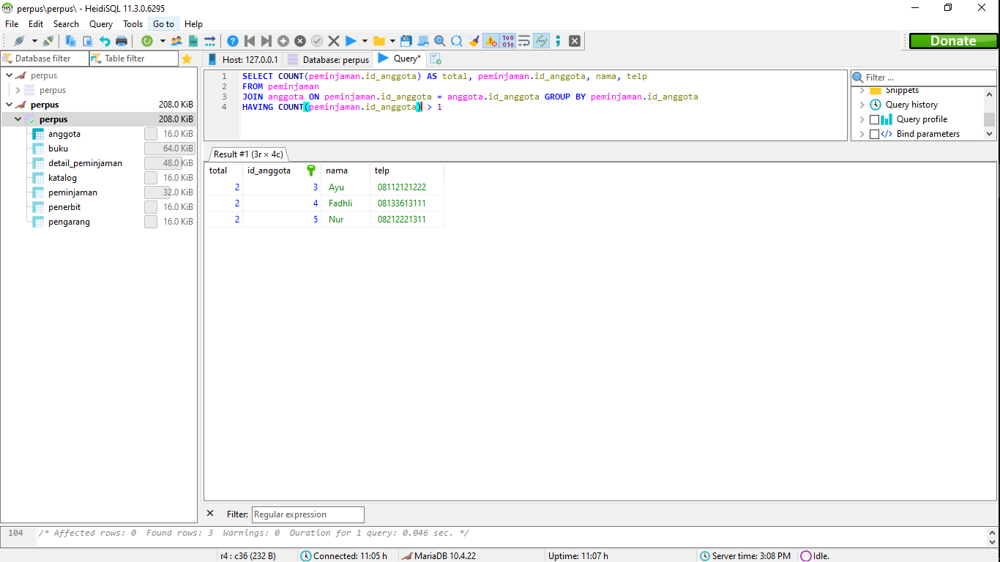 perpus\perpus\ - HeidiSQL 11.3.0.6295
File Edit Search Query Tools Go to Help
Donate
Database filter Table filter
Host: 127.0.0.1 Database: perpus Query*
perpus
perpus
perpus 208.0 KiB
perpus 208.0 KiB
anggota 16.0 KiB
buku 64.0 KiB
detail_peminjaman 48.0 KiB
katalog 16.0 KiB
peminjaman 32.0 KiB
penerbit 16.0 KiB
pengarang 16.0 KiB
1 SELECT COUNT(peminjaman.id_anggota) AS total, peminjaman.id_anggota, nama, telp
2 FROM peminjaman
3 JOIN anggota ON peminjaman.id_anggota = anggota.id_anggota GROUP BY peminjaman.id_anggota
4 HAVING COUNT(peminjaman.id_anggota) > 1
Filter ...
Snippets
Query history
Query profile
Bind parameters
Result #1 (3r × 4c)
total id_anggota nama telp
2 3 Ayu 08112121222
2 4 Fadhli 08133613111
2 5 Nur 08212221311
Filter: Regular expression
104 /* Affected rows: 0 Found rows: 3 Warnings: 0 Duration for 1 query: 0.046 sec. */
r4 : c36 (232 B) Connected: 11:05 h MariaDB 10.4.22 Uptime: 11:07 h Server time: 3:08 PM Idle.